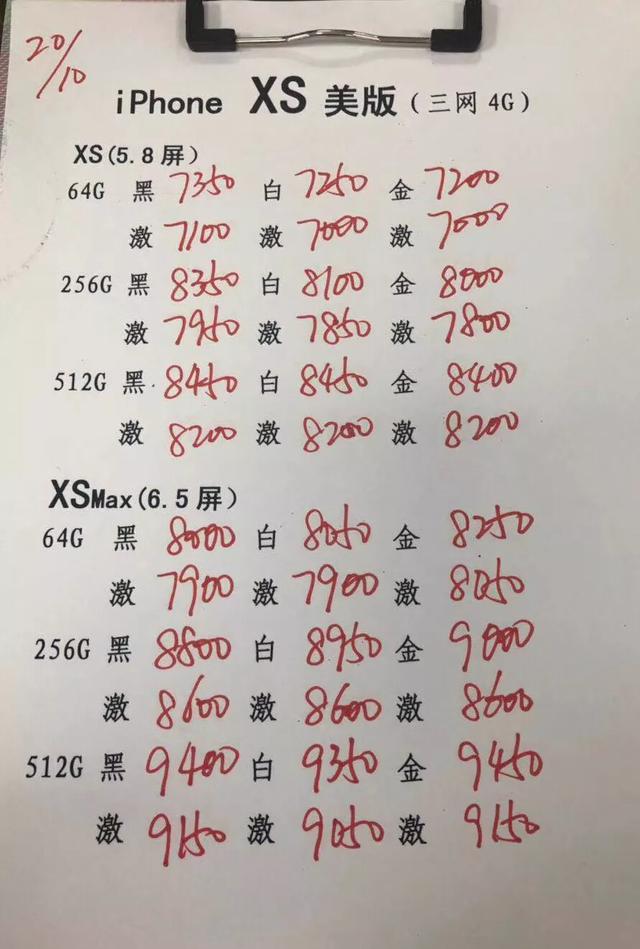 20/10
iPhone XS 美版(三网 4G)
XS(5.8 屏)
64G 黑 7350 白 7250 金 7200
激 7100 激 7000 激 7000
256G 黑 8350 白 8100 金 8000
激 7950 激 7850 激 7800
512G 黑 8450 白 8450 金 8400
激 8200 激 8200 激 8200
XSMax(6.5 屏)
64G 黑 8000 白 8050 金 8250
激 7900 激 7900 激 8050
256G 黑 8800 白 8950 金 9000
激 8600 激 8600 激 8600
512G 黑 9400 白 9350 金 9450
激 9150 激 9050 激 9150